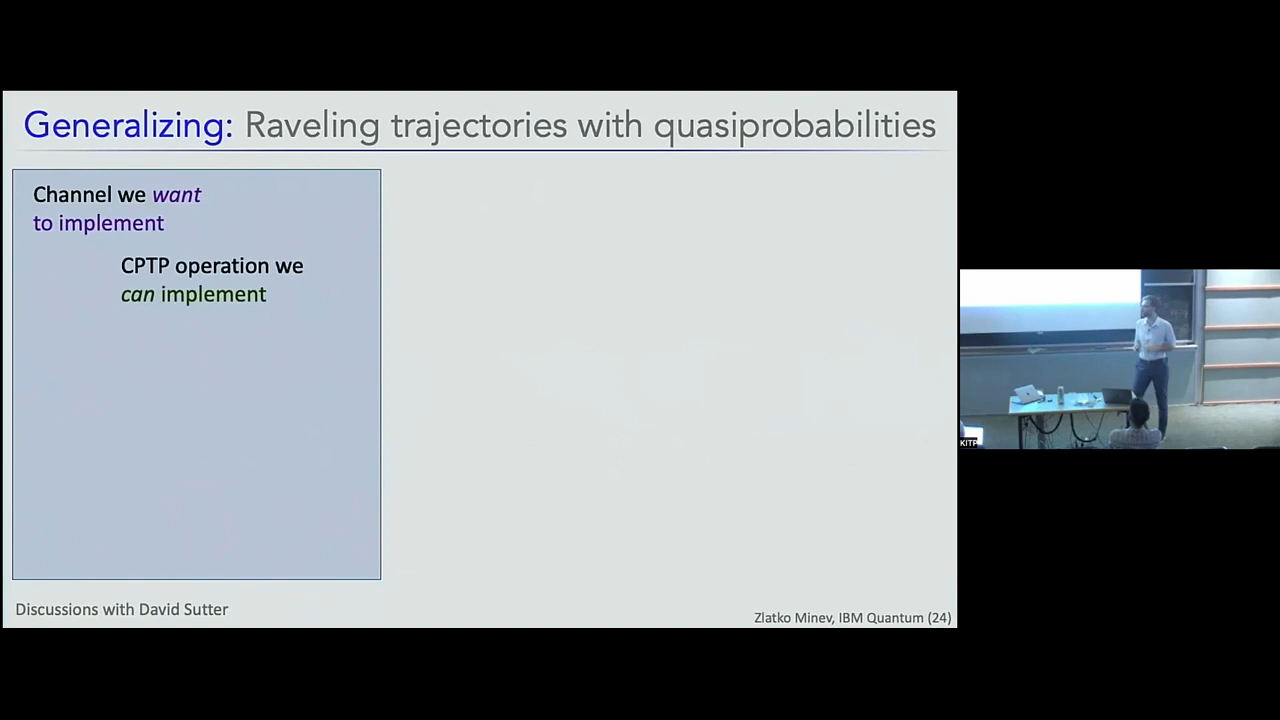 Generalizing: Raveling trajectories with quasiprobabilities
Channel we want
to implement
CPTP operation we
can implement
Discussions with David Sutter
Zlatko Minev, IBM Quantum (24)
KITP